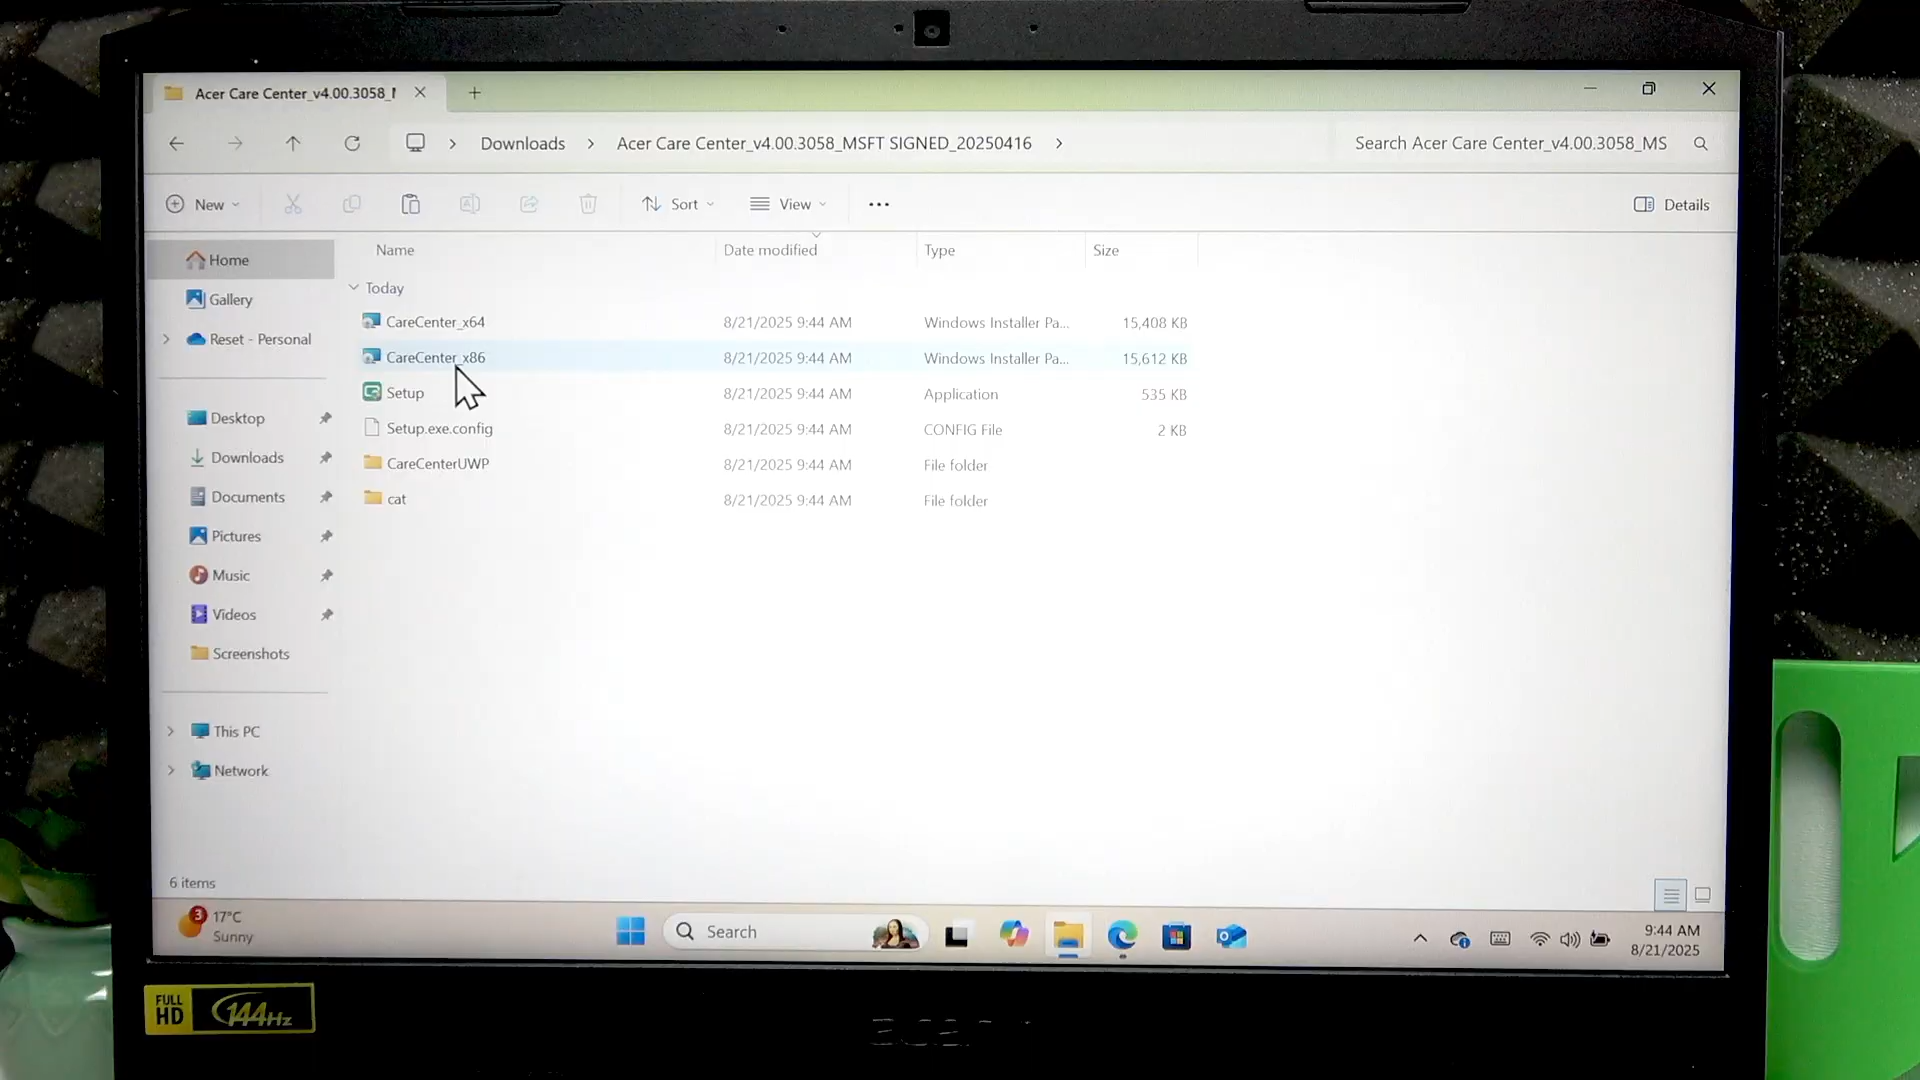 Acer Care Center_v4.00.3058_
Downloads Acer Care Center_v4.00.3058_MSFT SIGNED_20250416 Search Acer Care Center_v4.00.3058_MS
New Sort View ... Details
Name Date modified Type Size
Home
Gallery
Reset - Personal
Desktop
Downloads
Documents
Pictures
Music
Videos
Screenshots
This PC
Network
Today
CareCenter_x64 8/21/2025 9:44 AM Windows Installer Pa... 15,408 KB
CareCenter_x86 8/21/2025 9:44 AM Windows Installer Pa... 15,612 KB
Setup 8/21/2025 9:44 AM Application 535 KB
Setup.exe.config 8/21/2025 9:44 AM CONFIG File 2 KB
CareCenterUWP 8/21/2025 9:44 AM File folder
cat 8/21/2025 9:44 AM File folder
6 items
3 17°C
Sunny
Search
9:44 AM
8/21/2025
FULL HD 144Hz
acer